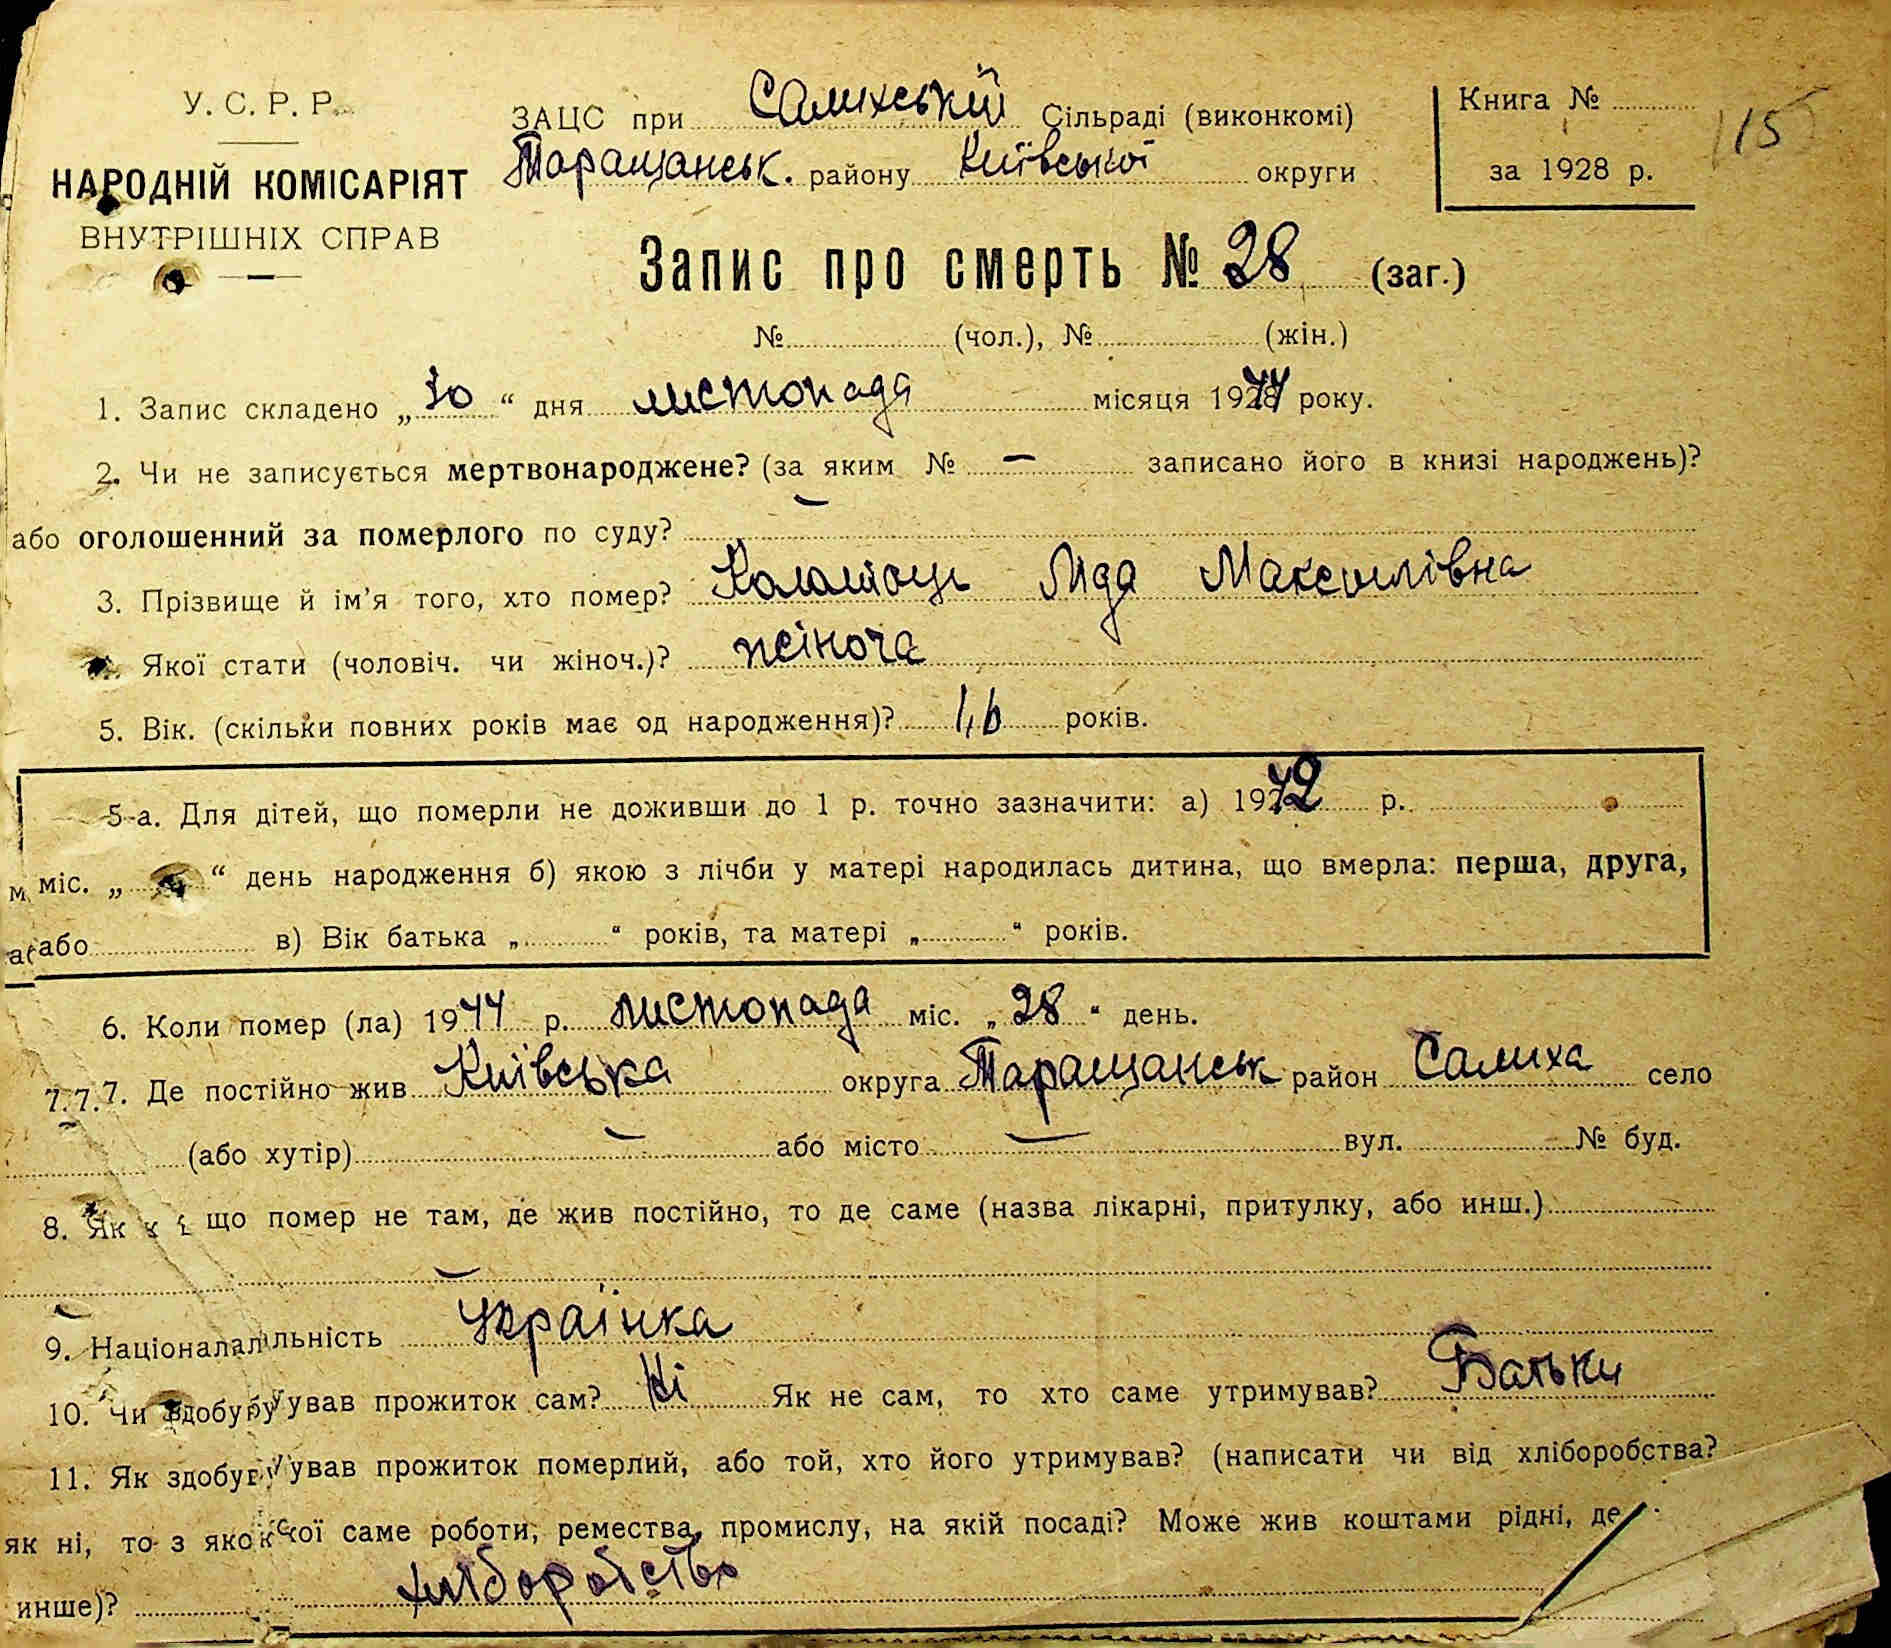 У. С. Р. Р.
НАРОДНІЙ КОМІСАРІЯТ
ВНУТРІШНІХ СПРАВ
ЗАЦС при Салихській Сільраді (виконкомі)
Таращанськ. району Київської округи
Книга №
за 1928 р.
115
Запис про смерть № 28 (заг.)
№ (чол.), № (жін.)
1. Запис складено „30“ дня листопада місяця 1944 року.
2. Чи не записується мертвонароджене? (за яким № — записано його в книзі народжень)?
або оголошенний за померлого по суду? —
3. Прізвище й ім'я того, хто помер? Коломієць Ліда Максимівна
4. Якої стати (чоловіч. чи жіноч.)? жіноча
5. Вік. (скільки повних років має од народження)? 1,6 років.
5-а. Для дітей, що померли не доживши до 1 р. точно зазначити: а) 1942 р.
міс. „ “ день народження б) якою з лічби у матері народилась дитина, що вмерла: перша, друга,
або в) Вік батька „ “ років, та матері „ “ років.
6. Коли помер (ла) 1944 р. листопада міс. „28“ день.
7. Де постійно жив Київська округа Таращанськ район Салиха село
(або хутір) — або місто — вул. № буд.
8. Як що помер не там, де жив постійно, то де саме (назва лікарні, притулку, або инш.)
—
9. Національність Українка
10. Чи здобував прожиток сам? Ні Як не сам, то хто саме утримував? Батьки
11. Як здобував прожиток померлий, або той, хто його утримував? (написати чи від хліборобства?
як ні, то з якої саме роботи, ремества, промислу, на якій посаді? Може жив коштами рідні, де
инше)? хліборобство